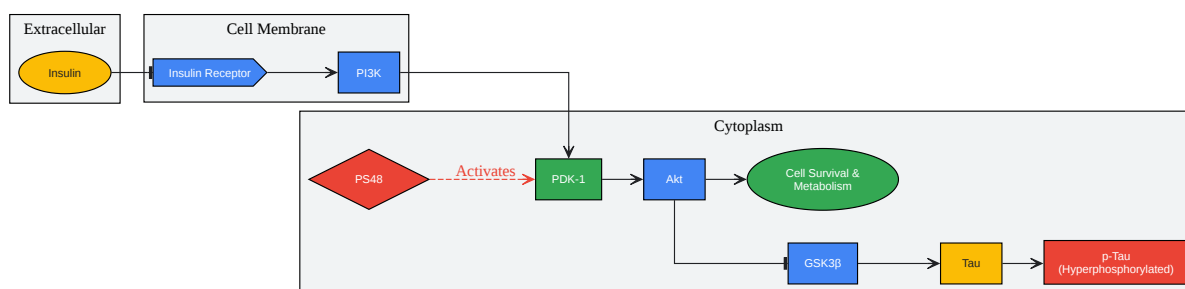 Extracellular
Cell Membrane
Insulin
Insulin Receptor
PI3K
Cytoplasm
PS48
Activates
PDK-1
Akt
Cell Survival &
Metabolism
GSK3β
Tau
p-Tau
(Hyperphosphorylated)